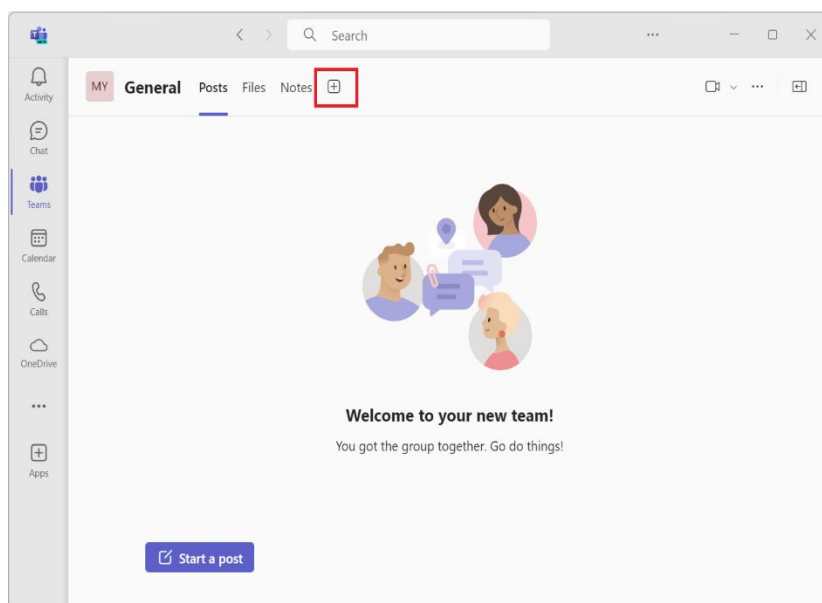 Search
Activity
Chat
Teams
Calendar
Calls
OneDrive
Apps
MY General Posts Files Notes
Welcome to your new team!
You got the group together. Go do things!
Start a post